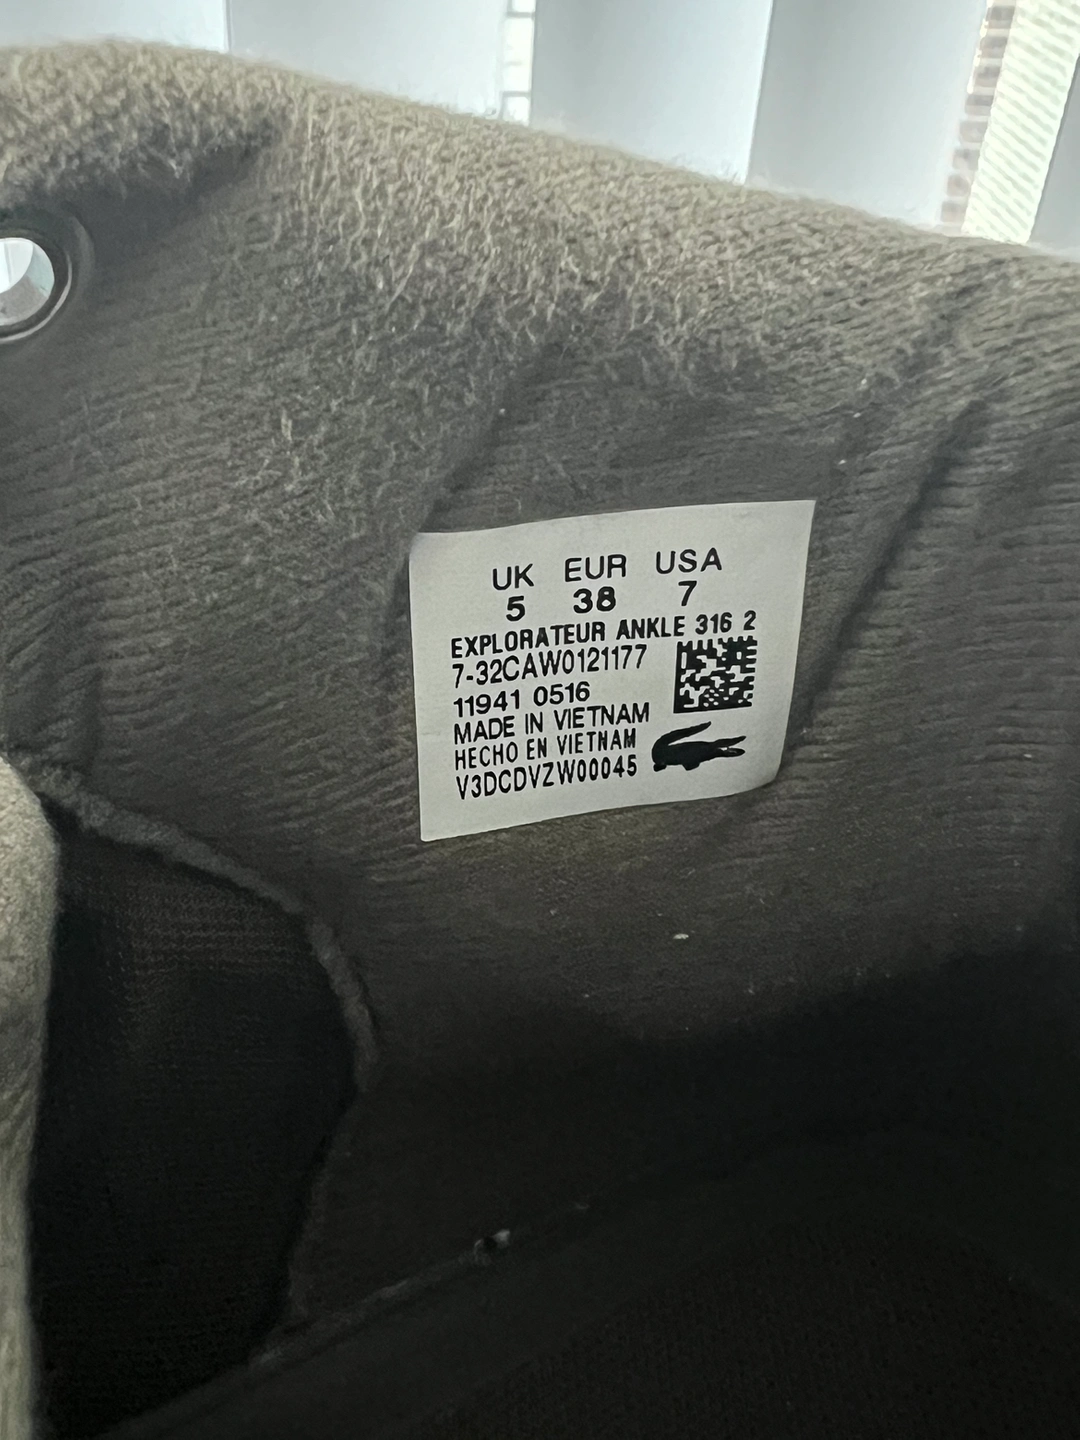 UK EUR USA
5 38 7
EXPLORATEUR ANKLE 316 2
7-32CAW0121177
11941 0516
MADE IN VIETNAM
HECHO EN VIETNAM
V3DCDVZW00045